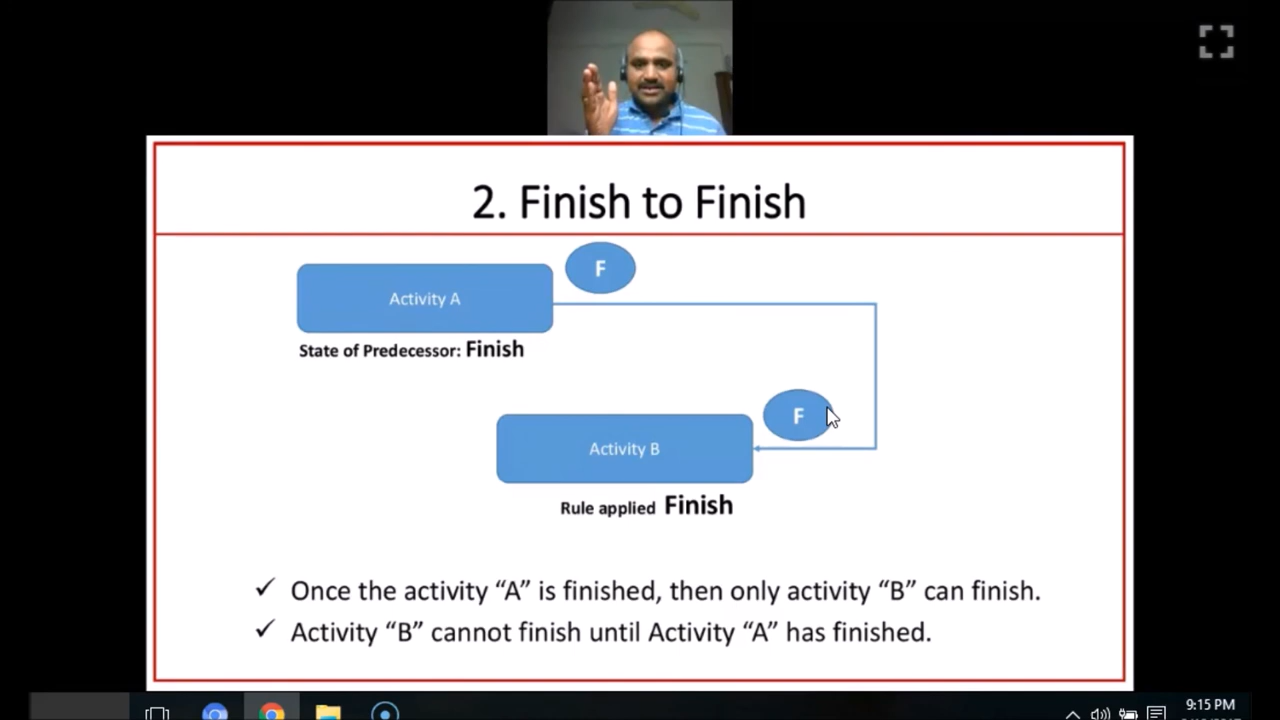 2. Finish to Finish
F
Activity A
State of Predecessor: Finish
F
Activity B
Rule applied Finish
✓ Once the activity “A” is finished, then only activity “B” can finish.
✓ Activity “B” cannot finish until Activity “A” has finished.
9:15 PM